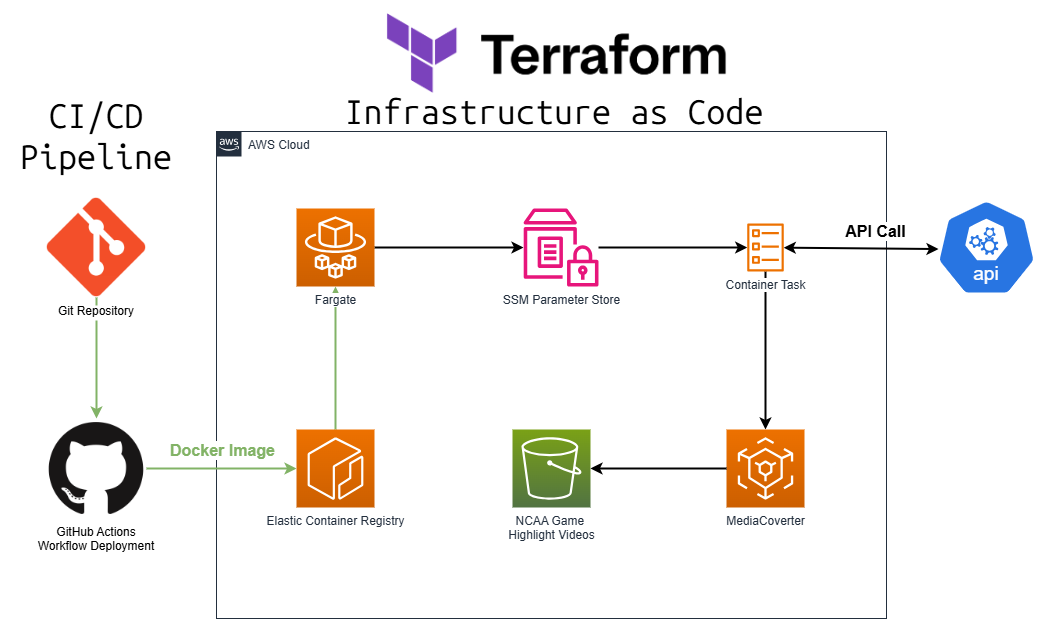 Terraform
Infrastructure as Code
CI/CD
Pipeline
aws
AWS Cloud
API Call
api
Git Repository
Fargate
SSM Parameter Store
Container Task
Docker Image
GitHub Actions
Workflow Deployment
Elastic Container Registry
NCAA Game
Highlight Videos
MediaCoverter